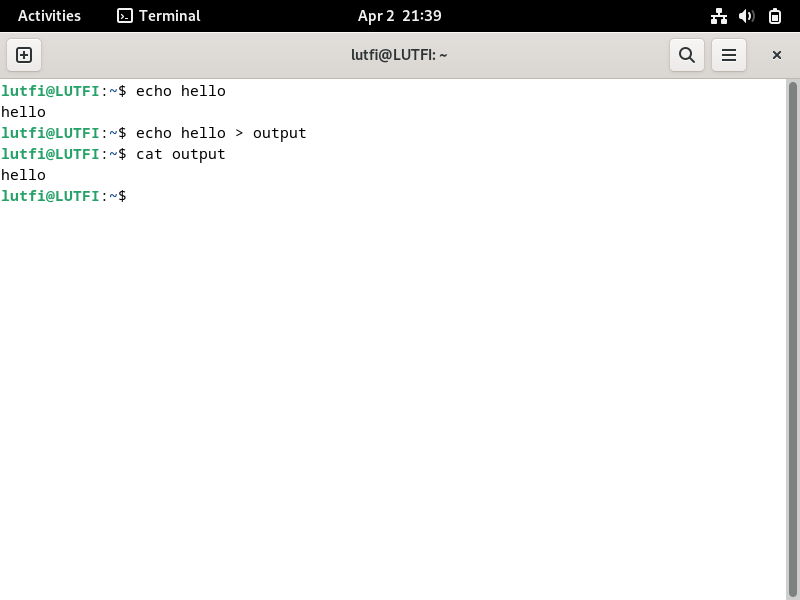 Activities Terminal Apr 2 21:39
lutfi@LUTFI: ~
lutfi@LUTFI:~$ echo hello
hello
lutfi@LUTFI:~$ echo hello > output
lutfi@LUTFI:~$ cat output
hello
lutfi@LUTFI:~$